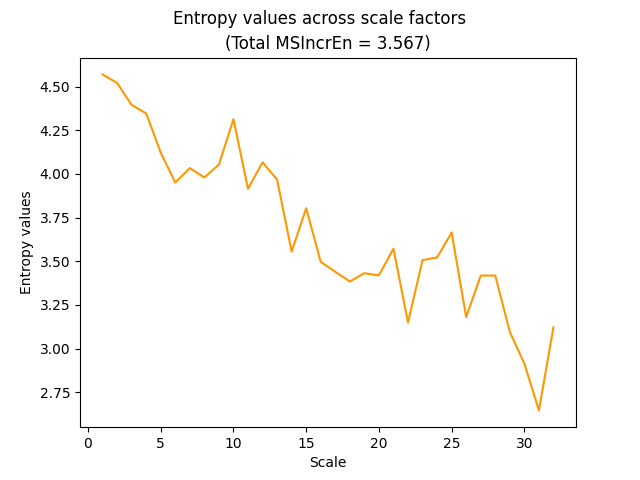 Entropy values across scale factors
(Total MSIncrEn = 3.567)
4.50
4.25
4.00
3.75
3.50
3.25
3.00
2.75
Entropy values
0 5 10 15 20 25 30
Scale